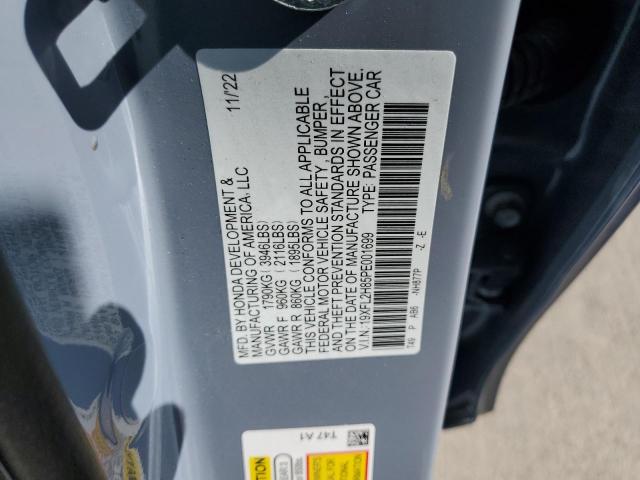 MFD. BY HONDA DEVELOPMENT & 11/22
MANUFACTURING OF AMERICA, LLC
GVWR 1790KG (3946LBS)
GAWR F 960KG (2116LBS)
GAWR R 860KG (1895LBS)
THIS VEHICLE CONFORMS TO ALL APPLICABLE
FEDERAL MOTOR VEHICLE SAFETY, BUMPER,
AND THEFT PREVENTION STANDARDS IN EFFECT
ON THE DATE OF MANUFACTURE SHOWN ABOVE.
V.I.N.: 19XFL2H85PE001699 TYPE: PASSENGER CAR
T49 P AB6 -NH877P -Z -E
T47 A1